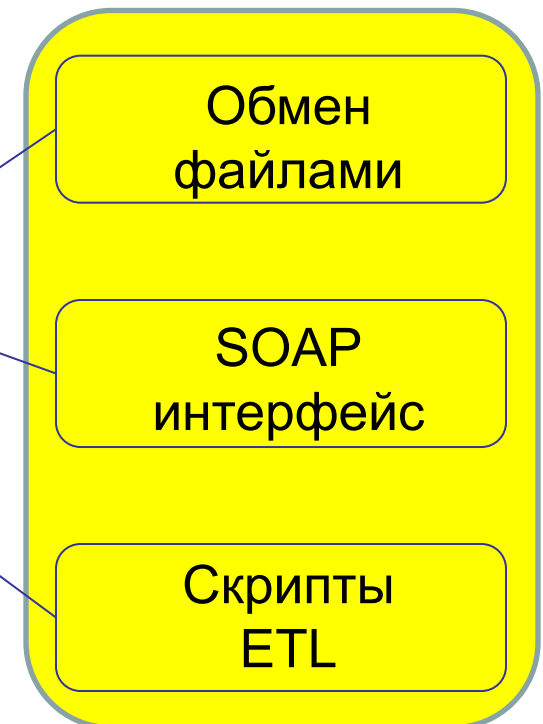 Обмен
файлами
SOAP
интерфейс
Скрипты
ETL